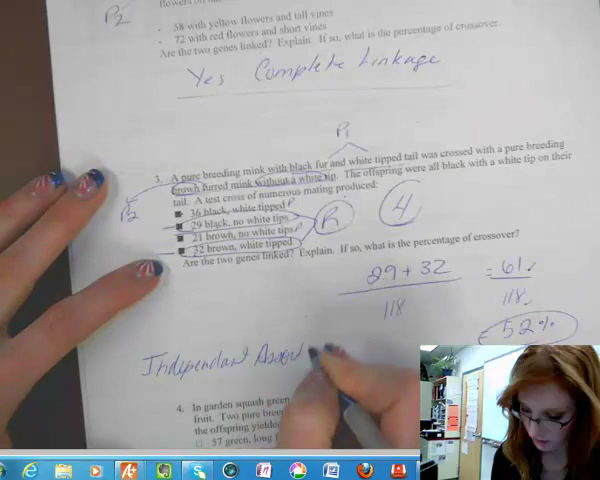 P2
58 with yellow flowers and tall vines
72 with red flowers and short vines
Are the two genes linked? Explain. If so, what is the percentage of crossover.
Yes Complete Linkage
P1
3. A pure breeding mink with black fur and white tipped tail was crossed with a pure breeding
brown furred mink without a white tip. The offspring were all black with a white tip on their
tail. A test cross of numerous mating produced:
P2
36 black, white tipped P
29 black, no white tips
21 brown, no white tips P
32 brown, white tipped
R
4
Are the two genes linked? Explain. If so, what is the percentage of crossover?
29 + 32
118
= 61
118
52%
Independant Assor
4. In garden squash green
fruit. Two pure bree
the offspring yielde
57 green, long